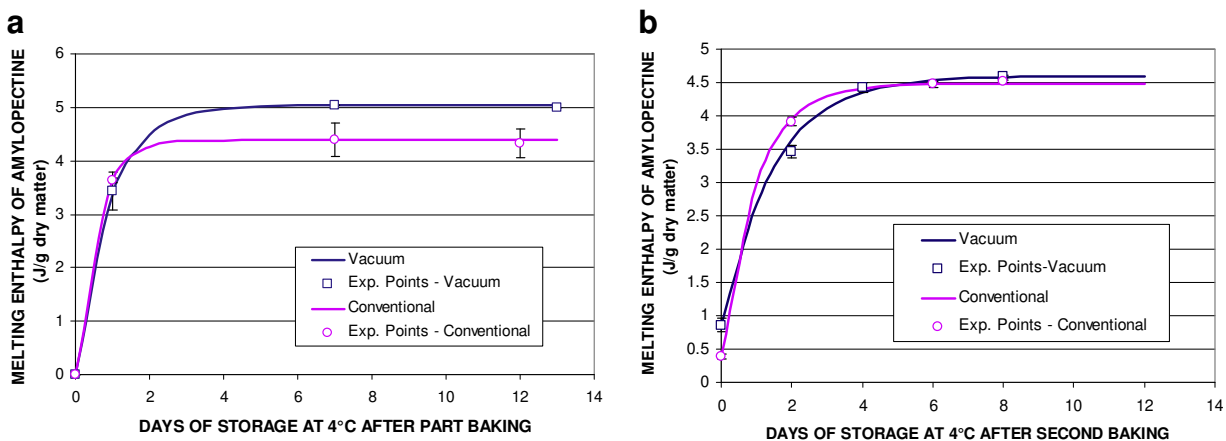 a
MELTING ENTHALPY OF AMYLOPECTINE
(J/g dry matter)
6
5
4
3
2
1
0
0 2 4 6 8 10 12 14
DAYS OF STORAGE AT 4°C AFTER PART BAKING
Vacuum
Exp. Points - Vacuum
Conventional
Exp. Points - Conventional
b
MELTING ENTHALPY OF AMYLOPECTINE
(J/g dry matter)
5
4.5
4
3.5
3
2.5
2
1.5
1
0.5
0
0 2 4 6 8 10 12 14
DAYS OF STORAGE AT 4°C AFTER SECOND BAKING
Vacuum
Exp. Points-Vacuum
Conventional
Exp. Points - Conventional